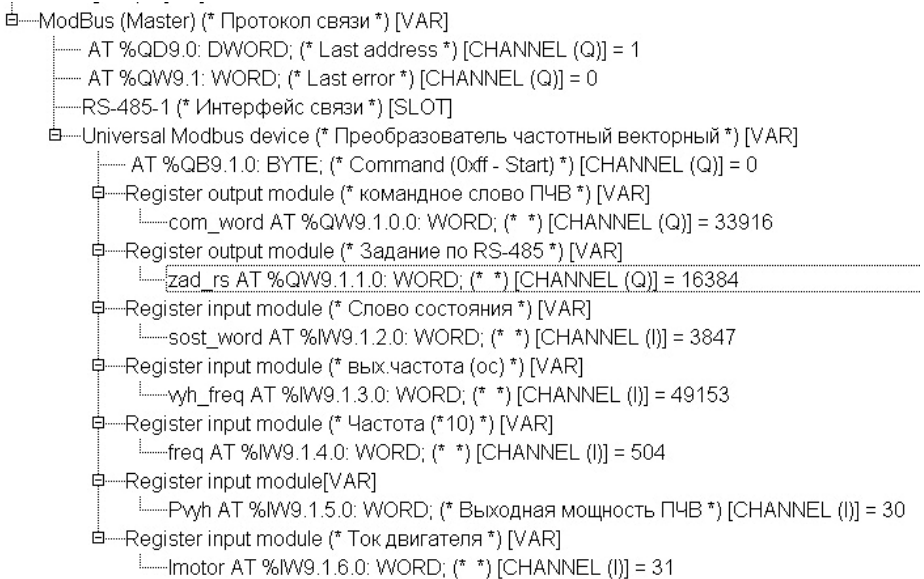 ModBus (Master) (* Протокол связи *) [VAR]
AT %QD9.0: DWORD; (* Last address *) [CHANNEL (Q)] = 1
AT %QW9.1: WORD; (* Last error *) [CHANNEL (Q)] = 0
RS-485-1 (* Интерфейс связи *) [SLOT]
Universal Modbus device (* Преобразователь частотный векторный *) [VAR]
AT %QB9.1.0: BYTE; (* Command (0xff - Start) *) [CHANNEL (Q)] = 0
Register output module (* командное слово ПЧВ *) [VAR]
com_word AT %QW9.1.0.0: WORD; (* *) [CHANNEL (Q)] = 33916
Register output module (* Задание по RS-485 *) [VAR]
zad_rs AT %QW9.1.1.0: WORD; (* *) [CHANNEL (Q)] = 16384
Register input module (* Слово состояния *) [VAR]
sost_word AT %IW9.1.2.0: WORD; (* *) [CHANNEL (I)] = 3847
Register input module (* вых.частота (ос) *) [VAR]
vyh_freq AT %IW9.1.3.0: WORD; (* *) [CHANNEL (I)] = 49153
Register input module (* Частота (*10) *) [VAR]
freq AT %IW9.1.4.0: WORD; (* *) [CHANNEL (I)] = 504
Register input module[VAR]
Pvyh AT %IW9.1.5.0: WORD; (* Выходная мощность ПЧВ *) [CHANNEL (I)] = 30
Register input module (* Ток двигателя *) [VAR]
Imotor AT %IW9.1.6.0: WORD; (* *) [CHANNEL (I)] = 31